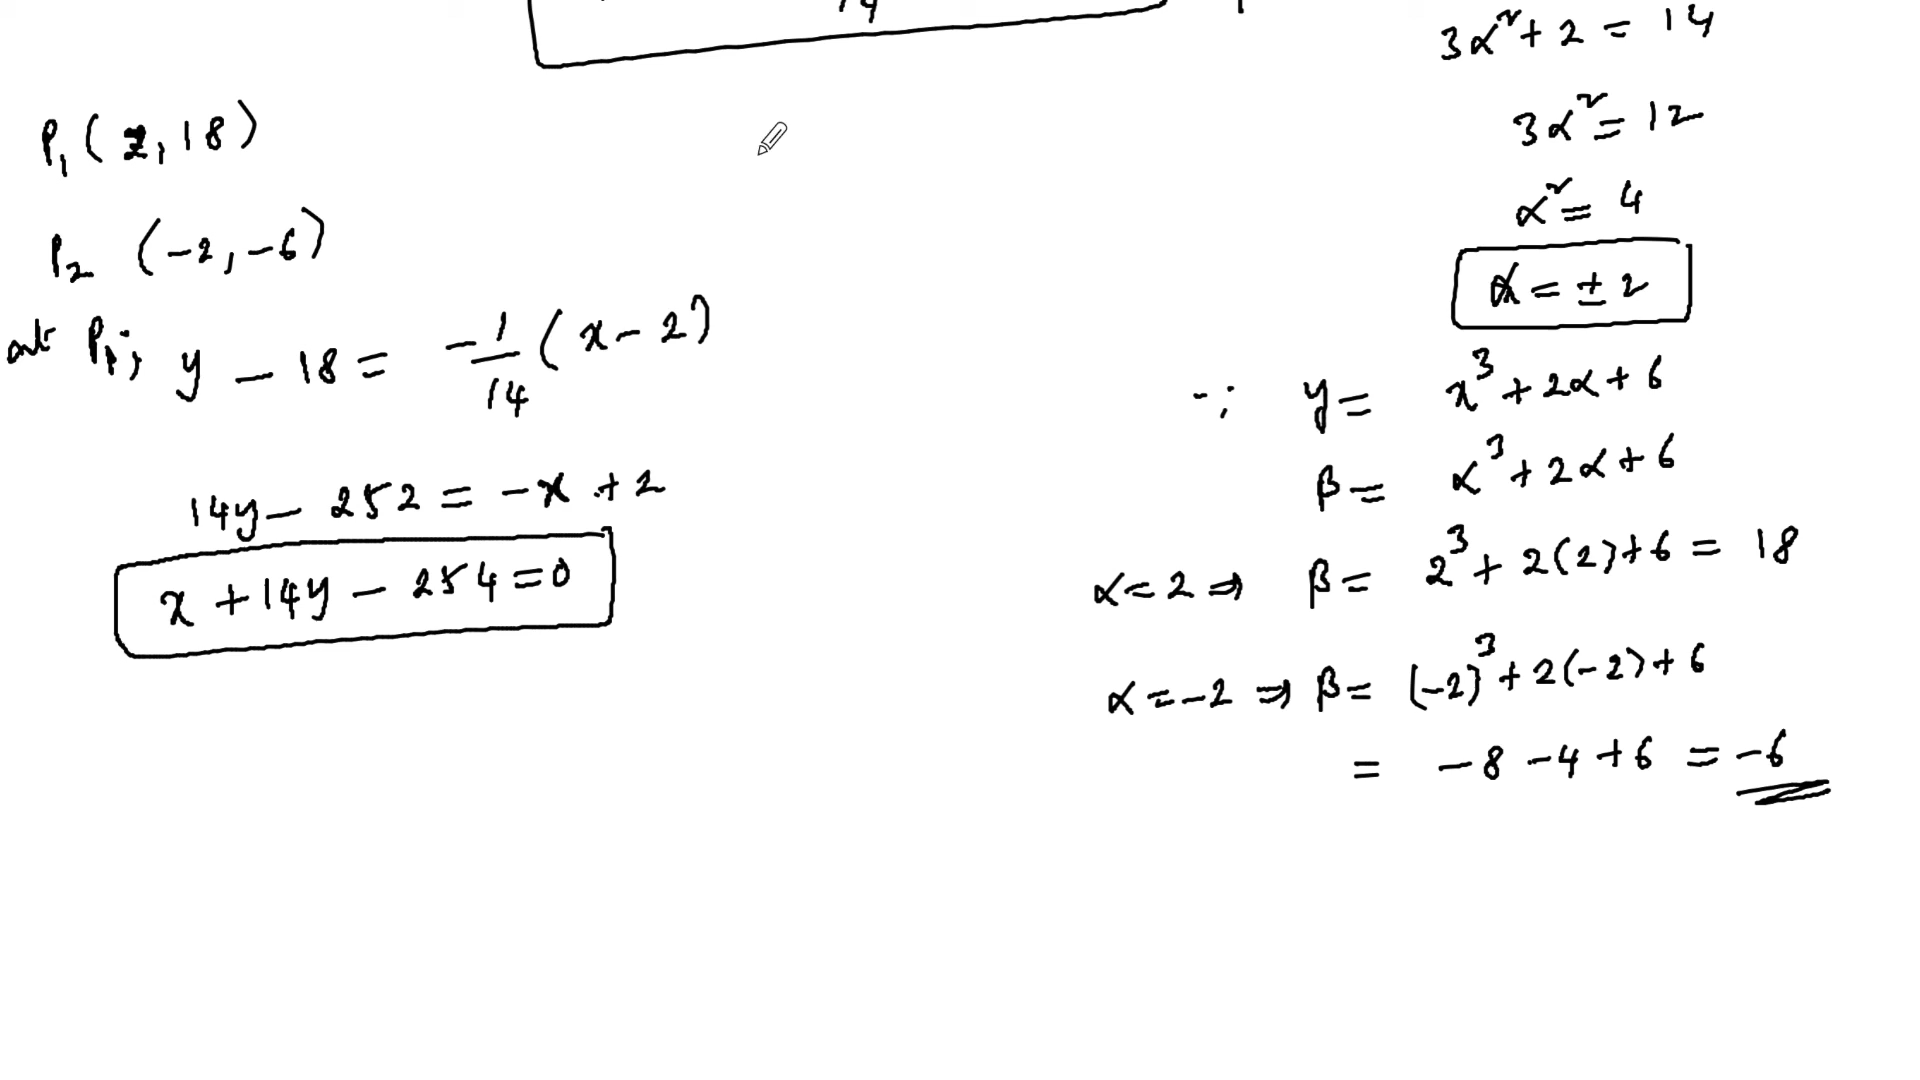 14
3α² + 2 = 14
3α² = 12
α² = 4
α = ± 2
P₁ (2, 18)
P₂ (-2, -6)
at P₁; y - 18 = -1/14 (x - 2)
14y - 252 = -x + 2
x + 14y - 254 = 0
∵ y = x³ + 2α + 6
β = α³ + 2α + 6
α = 2 ⇒ β = 2³ + 2(2) + 6 = 18
α = -2 ⇒ β = (-2)³ + 2(-2) + 6
= -8 - 4 + 6 = -6